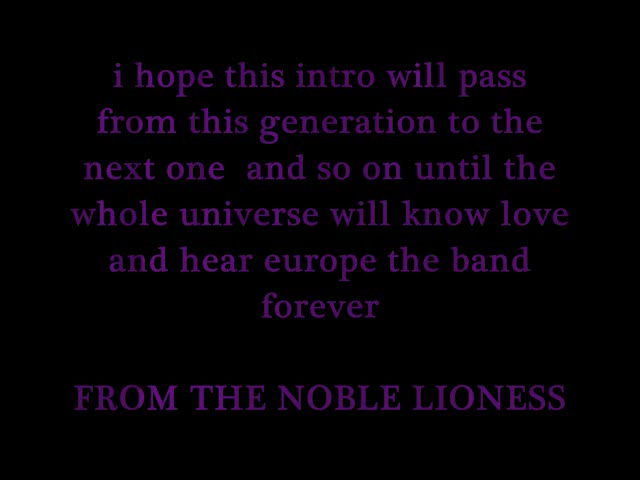 i hope this intro will pass
from this generation to the
next one  and so on until the
whole universe will know love
and hear europe the band
forever
FROM THE NOBLE LIONESS